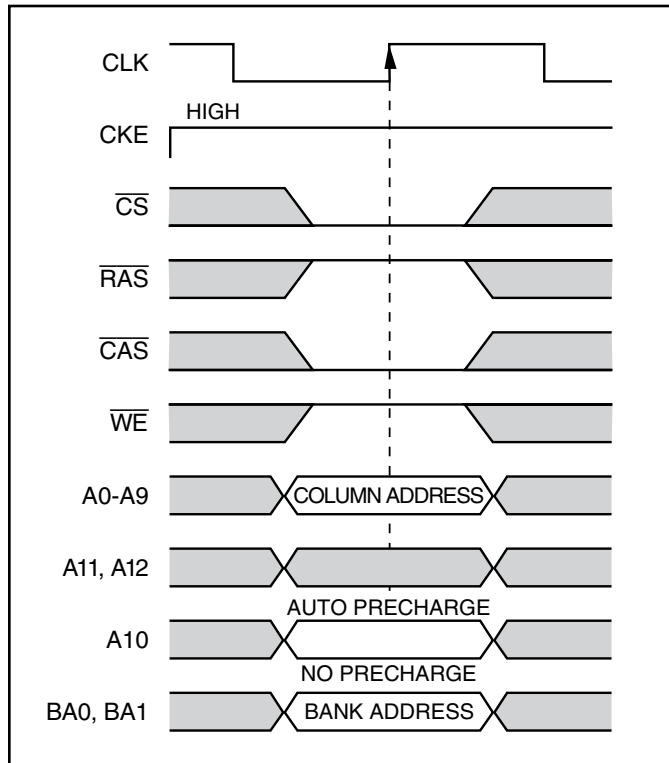 CLK
CKE HIGH
CS
RAS
CAS
WE
A0-A9 COLUMN ADDRESS
A11, A12
AUTO PRECHARGE
A10
NO PRECHARGE
BA0, BA1 BANK ADDRESS